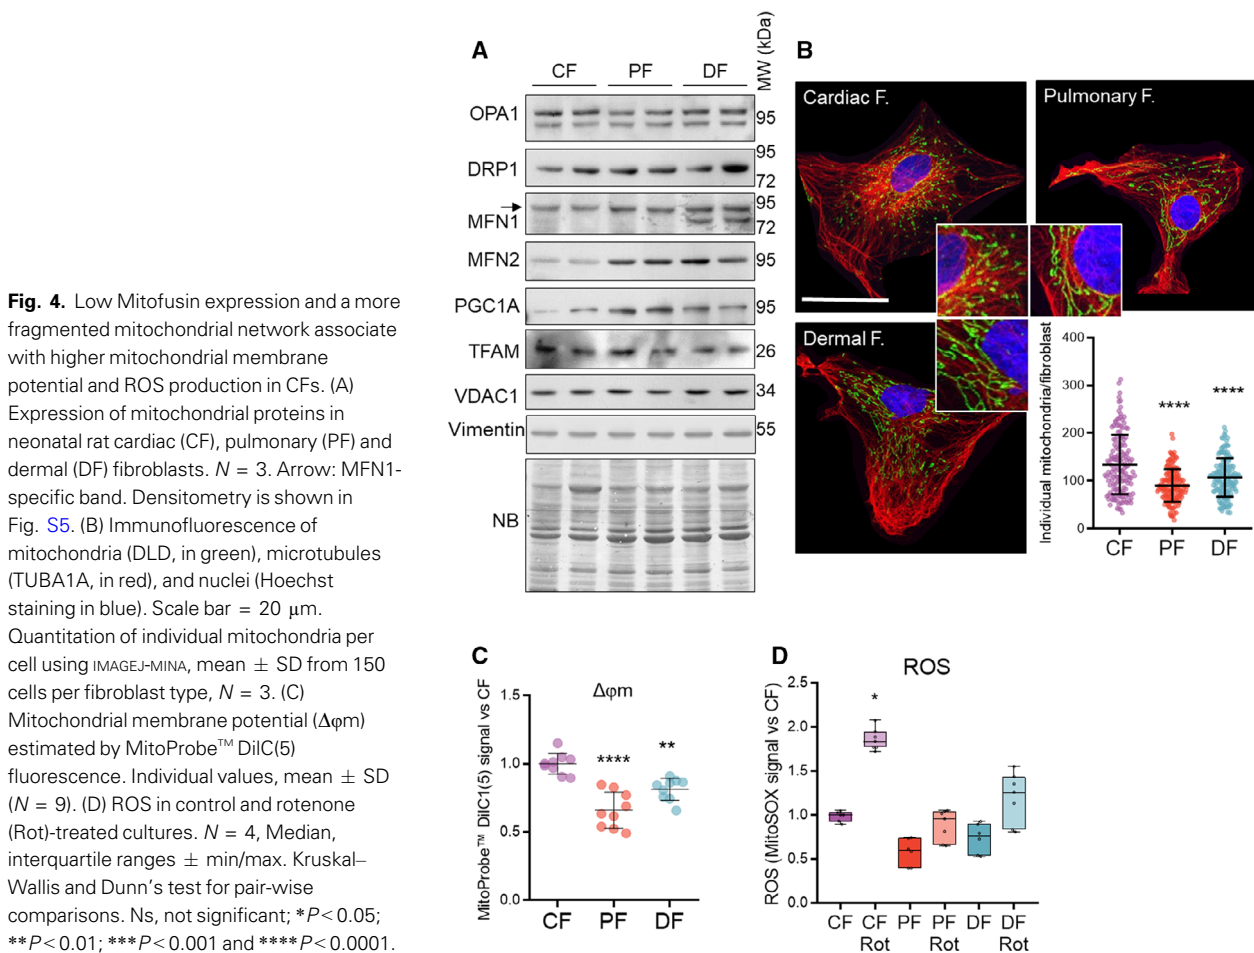 Fig. 4. Low Mitofusin expression and a more
fragmented mitochondrial network associate
with higher mitochondrial membrane
potential and ROS production in CFs. (A)
Expression of mitochondrial proteins in
neonatal rat cardiac (CF), pulmonary (PF) and
dermal (DF) fibroblasts. N = 3. Arrow: MFN1-
specific band. Densitometry is shown in
Fig. S5. (B) Immunofluorescence of
mitochondria (DLD, in green), microtubules
(TUBA1A, in red), and nuclei (Hoechst
staining in blue). Scale bar = 20 μm.
Quantitation of individual mitochondria per
cell using IMAGEJ-MINA, mean ± SD from 150
cells per fibroblast type, N = 3. (C)
Mitochondrial membrane potential (Δφm)
estimated by MitoProbe™ DilC(5)
fluorescence. Individual values, mean ± SD
(N = 9). (D) ROS in control and rotenone
(Rot)-treated cultures. N = 4, Median,
interquartile ranges ± min/max. Kruskal–
Wallis and Dunn's test for pair-wise
comparisons. Ns, not significant; *P < 0.05;
**P < 0.01; ***P < 0.001 and ****P < 0.0001.
A
CF PF DF MW (kDa)
OPA1 95
95
DRP1
72
95
MFN1
72
MFN2 95
PGC1A 95
TFAM 26
VDAC1 34
Vimentin 55
NB
B
Cardiac F.
Pulmonary F.
Dermal F.
Individual mitochondria/fibroblast
400
300
200
100
0
**** ****
CF PF DF
C
Δφm
MitoProbe™ DilC1(5) signal vs CF
1.5
1.0
0.5
0.0
**** **
CF PF DF
D
ROS
ROS (MitoSOX signal vs CF)
2.5
2.0
1.5
1.0
0.5
0.0
*
CF CF PF PF DF DF
Rot Rot Rot